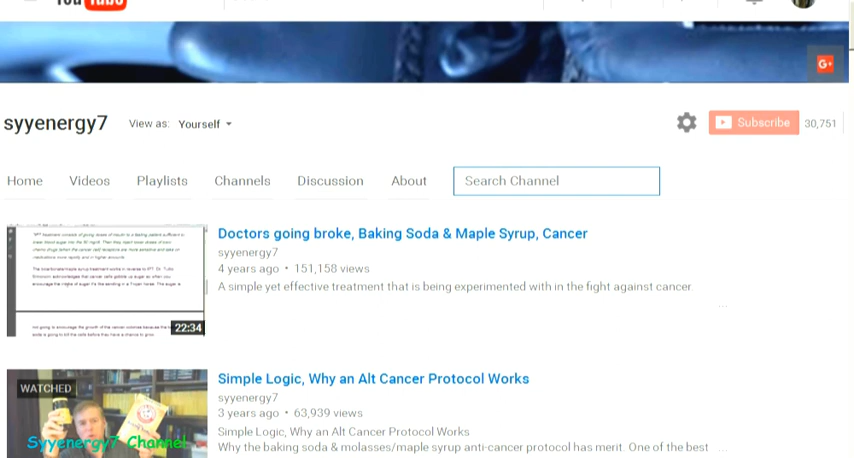 YouTube
G+
syyenergy7
View as: Yourself
Subscribe 30,751
Home Videos Playlists Channels Discussion About Search Channel
Doctors going broke, Baking Soda & Maple Syrup, Cancer
syyenergy7
4 years ago • 151,158 views
A simple yet effective treatment that is being experimented with in the fight against cancer
...
22:34
WATCHED
Syyenergy7 Channel
Simple Logic, Why an Alt Cancer Protocol Works
syyenergy7
3 years ago • 63,939 views
Simple Logic, Why an Alt Cancer Protocol Works
Why the baking soda & molasses/maple syrup anti-cancer protocol has merit. One of the best ...